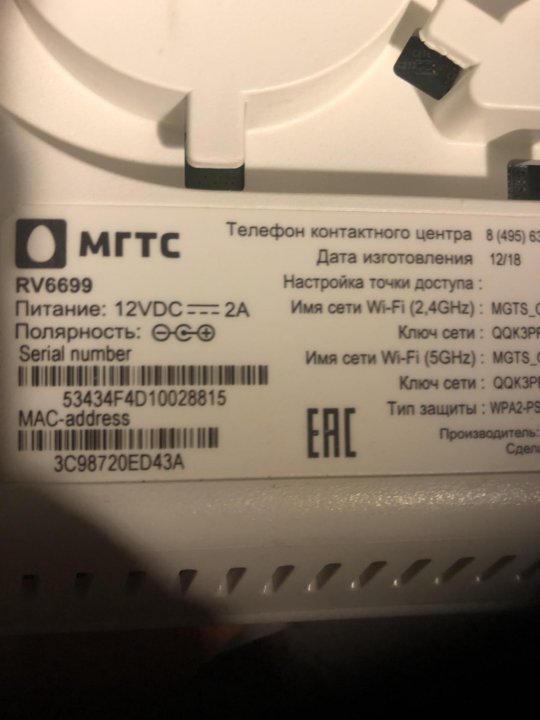 МГТС
RV6699
Питание: 12VDC 2A
Полярность:
Serial number
53434F4D10028815
MAC-address
3C98720ED43A
Телефон контактного центра 8 (495) 63
Дата изготовления 12/18
Настройка точки доступа :
Имя сети Wi-Fi (2,4GHz) : MGTS_
Ключ сети : QQK3P
Имя сети Wi-Fi (5GHz) : MGTS_
Ключ сети : QQK3P
Тип защиты : WPA2-PS
Производитель:
Сдела
EAC